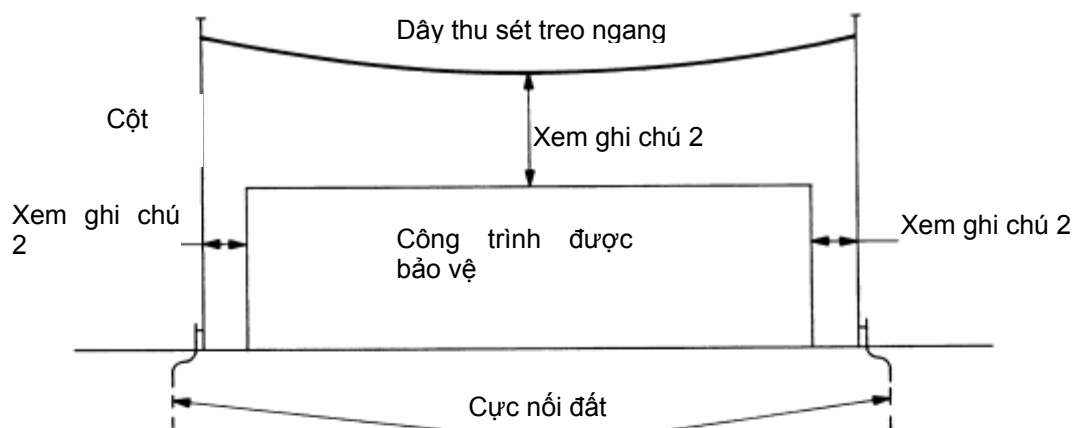 Dây thu sét treo ngang
Cột
Xem ghi chú 2
Xem ghi chú
2
Xem ghi chú 2
Công trình được
bảo vệ
Cực nối đất